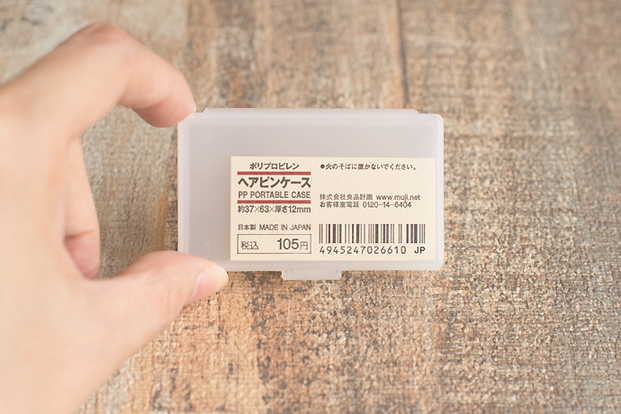 ポリプロピレン
ヘアピンケース
PP PORTABLE CASE
約37×63×厚さ12mm
日本製 MADE IN JAPAN
税込 105円
●火のそばに置かないでください。
株式会社良品計画 www.muji.net
お客様室電話 0120-14-6404
4945247026610 JP